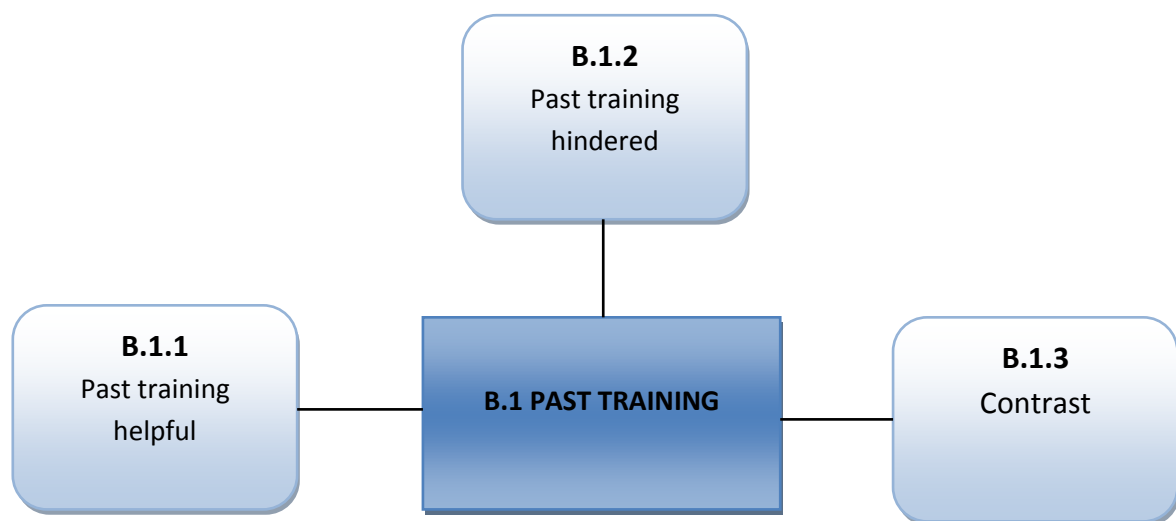 B.1.2
Past training
hindered
B.1.1
Past training
helpful
B.1 PAST TRAINING
B.1.3
Contrast